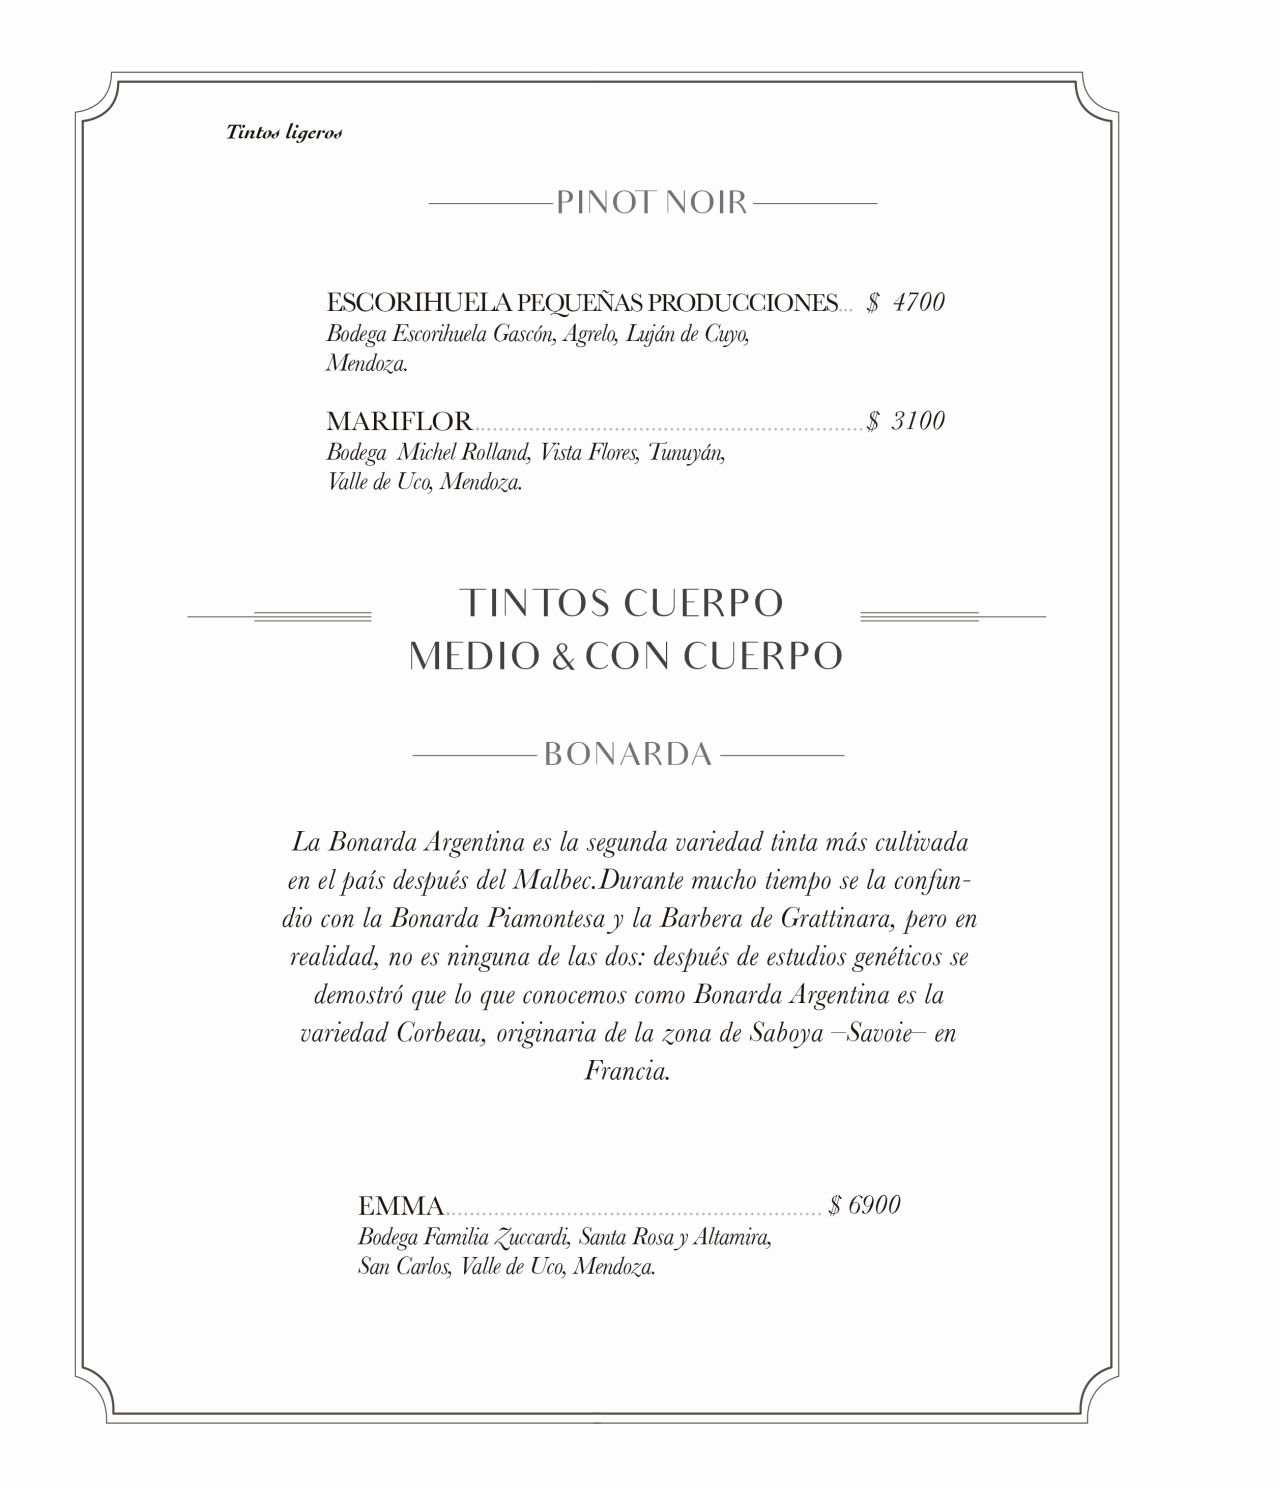 Tintos ligeros
PINOT NOIR
ESCORIHUELA PEQUEÑAS PRODUCCIONES... $ 4700
Bodega Escorihuela Gascón, Agrelo, Luján de Cuyo,
Mendoza.
MARIFLOR.................................................................$ 3100
Bodega Michel Rolland, Vista Flores, Tunuyán,
Valle de Uco, Mendoza.
TINTOS CUERPO
MEDIO & CON CUERPO
BONARDA
La Bonarda Argentina es la segunda variedad tinta más cultivada
en el país después del Malbec.Durante mucho tiempo se la confun-
dio con la Bonarda Piamontesa y la Barbera de Grattinara, pero en
realidad, no es ninguna de las dos: después de estudios genéticos se
demostró que lo que conocemos como Bonarda Argentina es la
variedad Corbeau, originaria de la zona de Saboya –Savoie– en
Francia.
EMMA............................................................... $ 6900
Bodega Familia Zuccardi, Santa Rosa y Altamira,
San Carlos, Valle de Uco, Mendoza.